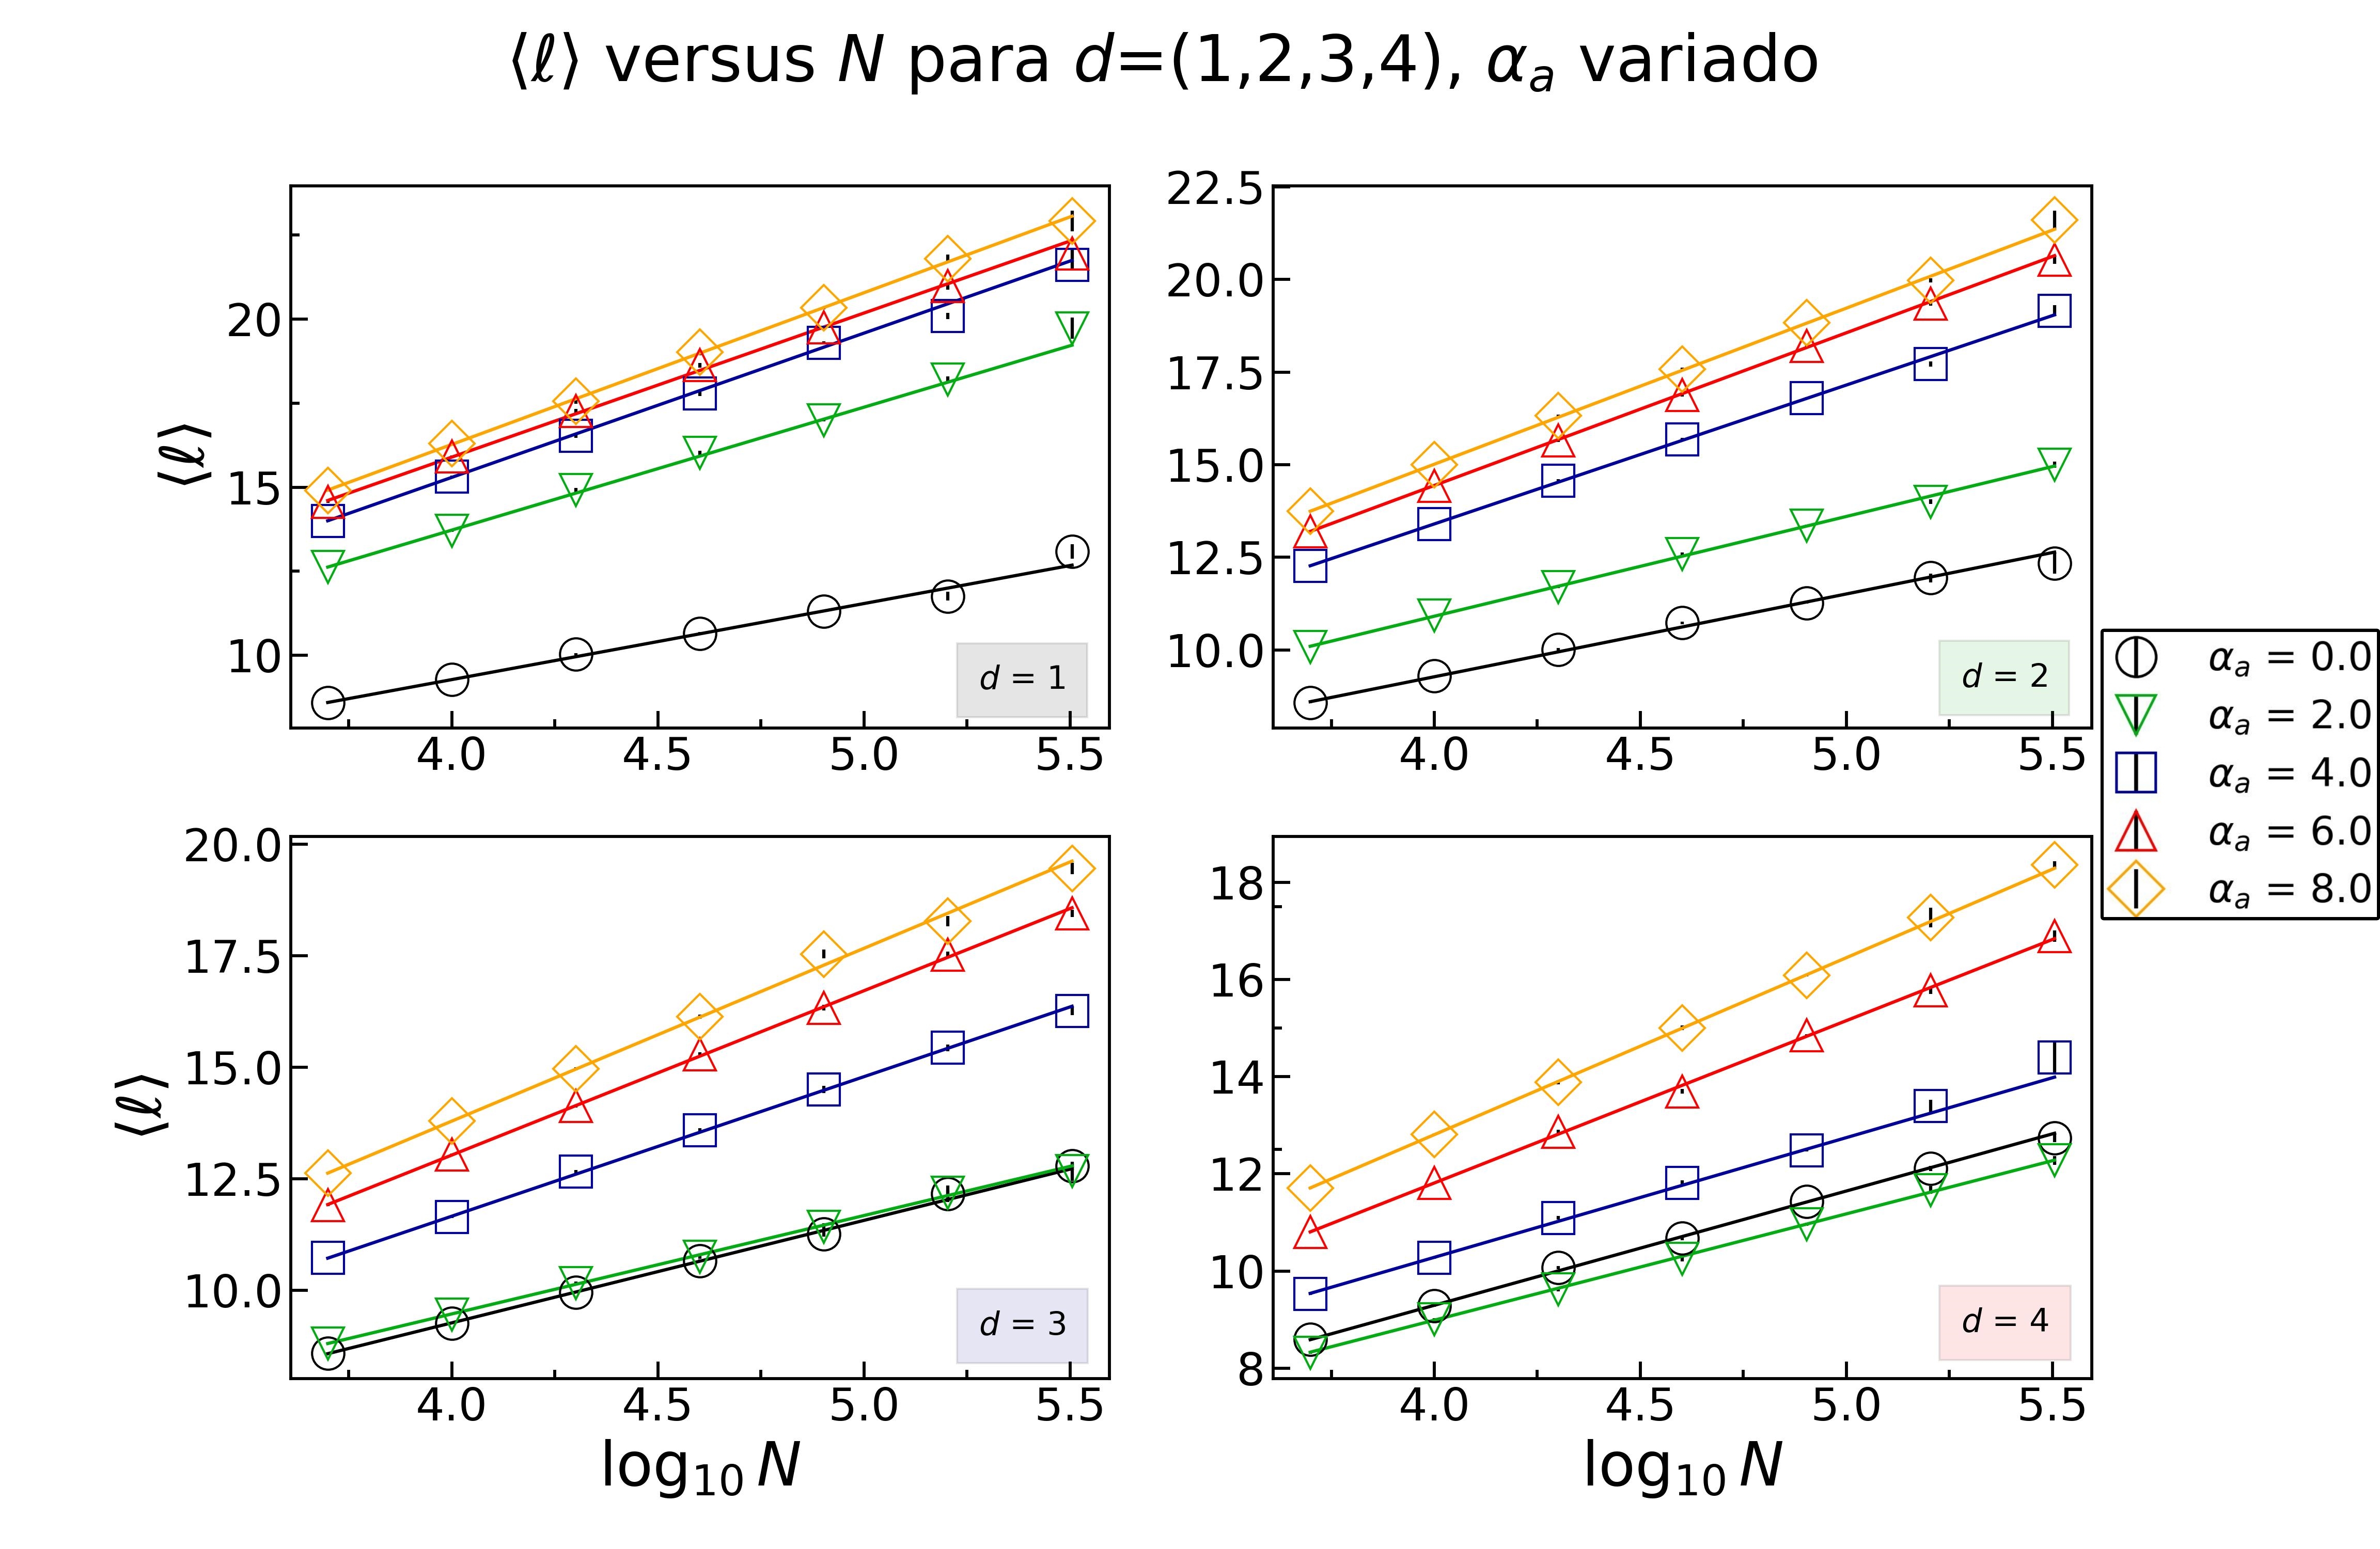 ⟨ℓ⟩ versus N para d=(1,2,3,4), αₐ variado
⟨ℓ⟩
20
15
10
4.0 4.5 5.0 5.5
d = 1
22.5
20.0
17.5
15.0
12.5
10.0
4.0 4.5 5.0 5.5
d = 2
αₐ = 0.0
αₐ = 2.0
αₐ = 4.0
αₐ = 6.0
αₐ = 8.0
⟨ℓ⟩
20.0
17.5
15.0
12.5
10.0
4.0 4.5 5.0 5.5
d = 3
log₁₀ N
18
16
14
12
10
8
4.0 4.5 5.0 5.5
d = 4
log₁₀ N